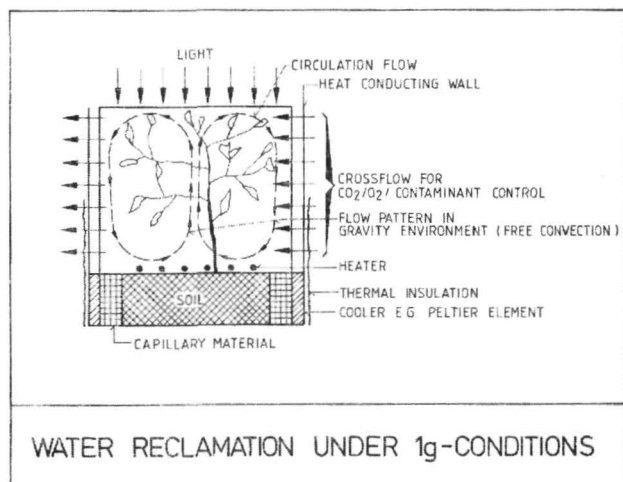 LIGHT
CIRCULATION FLOW
HEAT CONDUCTING WALL
CROSSFLOW FOR
CO2/O2/ CONTAMINANT CONTROL
FLOW PATTERN IN
GRAVITY ENVIRONMENT (FREE CONVECTION)
HEATER
SOIL
THERMAL INSULATION
COOLER E.G. PELTIER ELEMENT
CAPILLARY MATERIAL
WATER RECLAMATION UNDER 1g-CONDITIONS